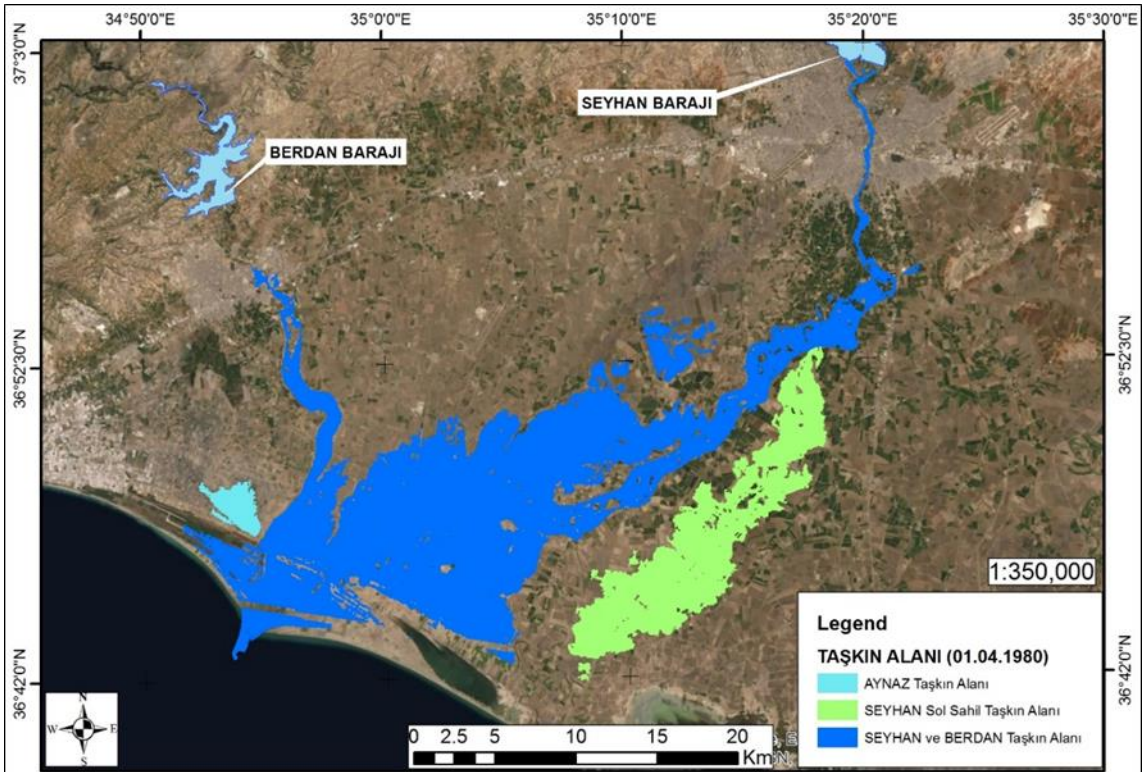 34°50'0"E
35°0'0"E
35°10'0"E
35°20'0"E
35°30'0"E
37°3'0"N
37°3'0"N
SEYHAN BARAJI
BERDAN BARAJI
36°52'30"N
36°52'30"N
1:350,000
Legend
TAŞKIN ALANI (01.04.1980)
AYNAZ Taşkın Alanı
SEYHAN Sol Sahil Taşkın Alanı
SEYHAN ve BERDAN Taşkın Alanı
36°42'0"N
36°42'0"N
N
W E
S
0 2.5 5 10 15 20
Km